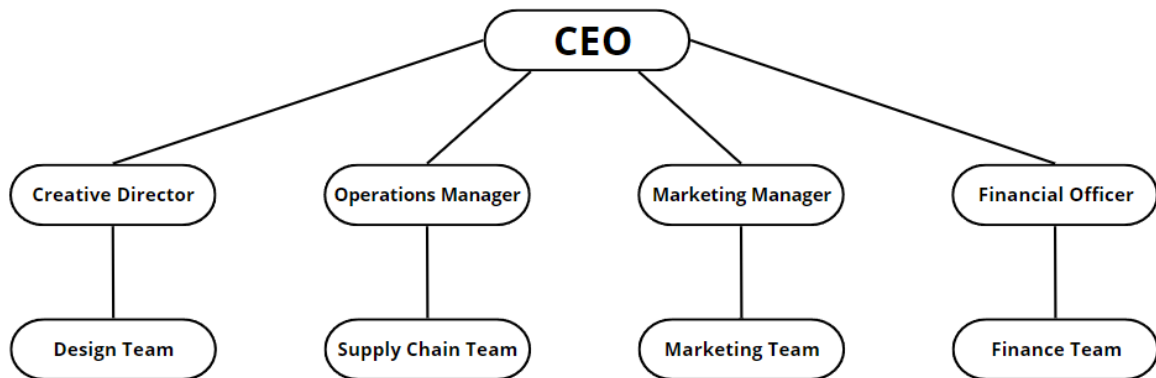 CEO
Creative Director
Operations Manager
Marketing Manager
Financial Officer
Design Team
Supply Chain Team
Marketing Team
Finance Team